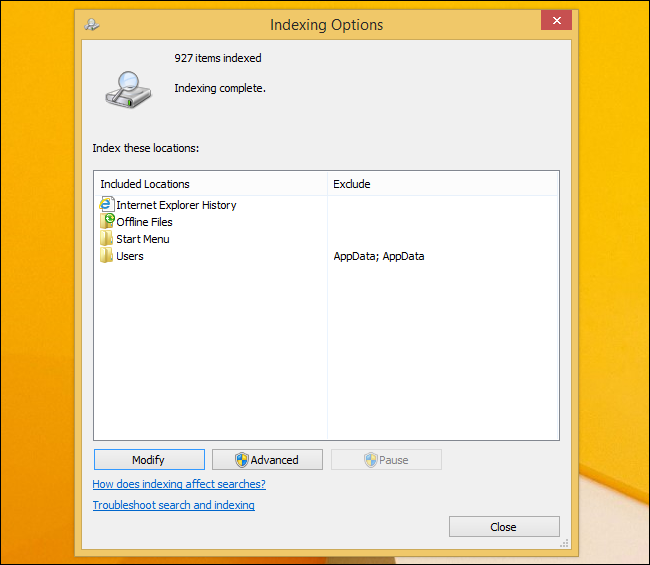 Indexing Options
927 items indexed
Indexing complete.
Index these locations:
Included Locations Exclude
Internet Explorer History
Offline Files
Start Menu
Users AppData; AppData
Modify Advanced Pause
How does indexing affect searches?
Troubleshoot search and indexing
Close